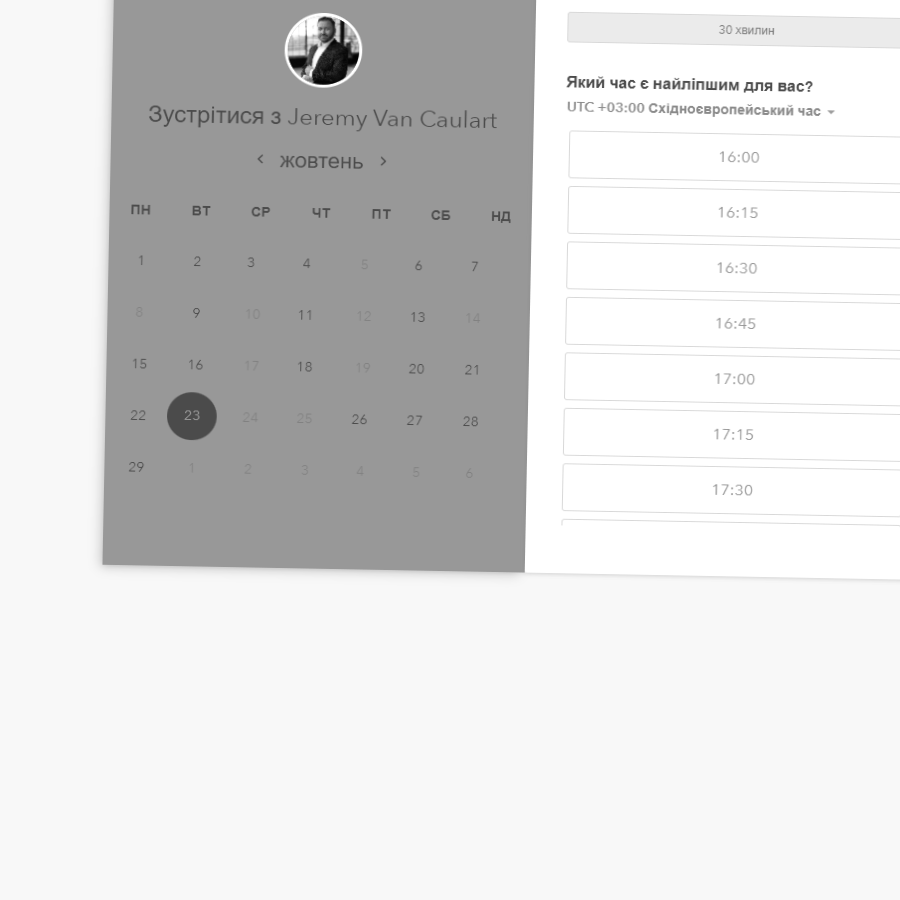 Зустрітися з Jeremy Van Caulart
‹ жовтень ›
ПН ВТ СР ЧТ ПТ СБ НД
1 2 3 4 5 6 7
8 9 10 11 12 13 14
15 16 17 18 19 20 21
22 23 24 25 26 27 28
29 1 2 3 4 5 6
30 хвилин
Який час є найліпшим для вас?
UTC +03:00 Східноєвропейський час
16:00
16:15
16:30
16:45
17:00
17:15
17:30